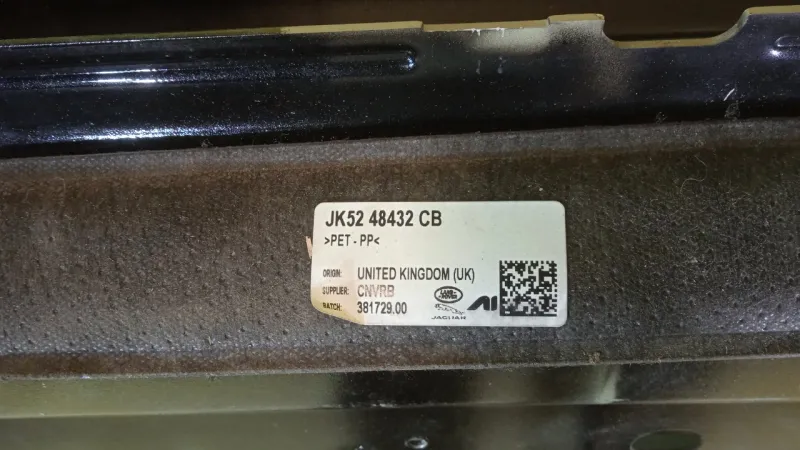 JK52 48432 CB
>PET - PP<
ORIGIN: UNITED KINGDOM (UK)
SUPPLIER: CNVRB
BATCH: 381729.00
LAND ROVER
JAGUAR